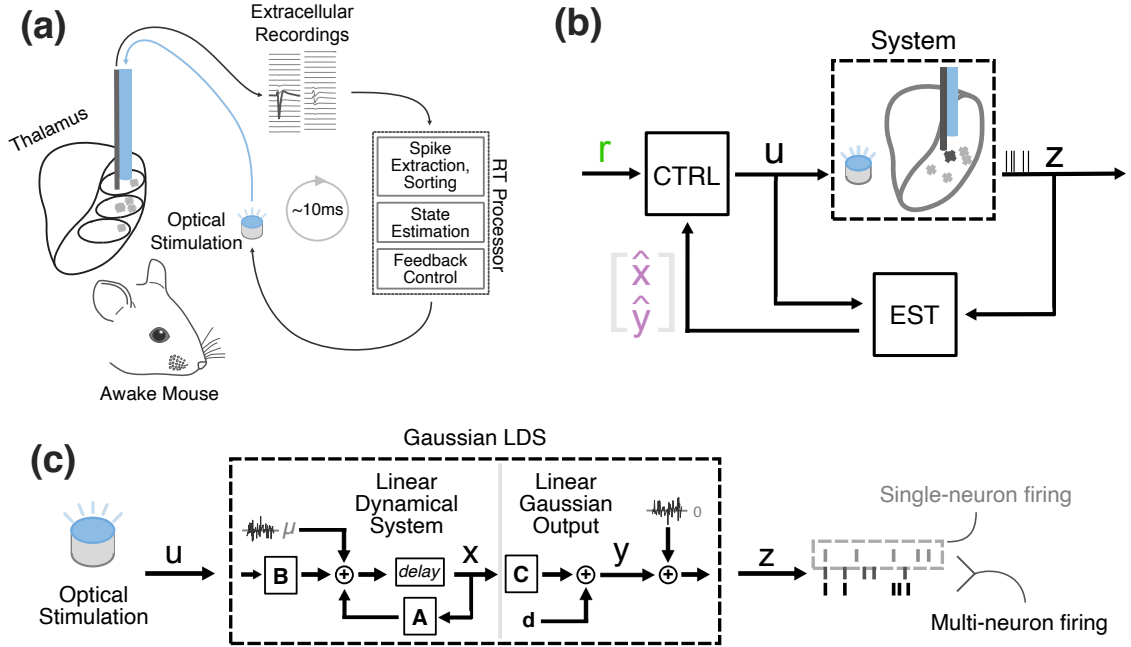 (a)
Extracellular
Recordings
Thalamus
Spike
Extraction,
Sorting
State
Estimation
Feedback
Control
RT Processor
~10ms
Optical
Stimulation
Awake Mouse
(b)
System
r
CTRL
u
z
x̂
ŷ
EST
(c)
Gaussian LDS
Optical
Stimulation
u
μ
Linear
Dynamical
System
B
delay
A
x
Linear
Gaussian
Output
C
d
y
0
z
Single-neuron firing
Multi-neuron firing